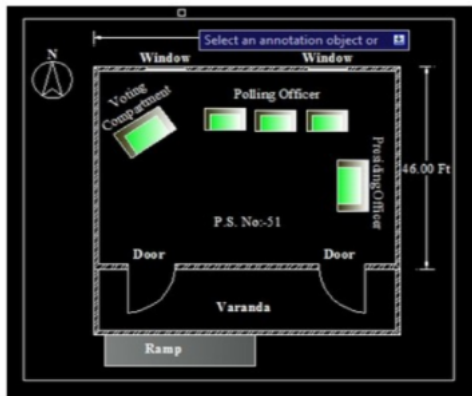 Select an annotation object or
N
Window
Window
Voting
Compartment
Polling Officer
Presiding Officer
46.00 Ft
P.S. No:-51
Door
Door
Varanda
Ramp